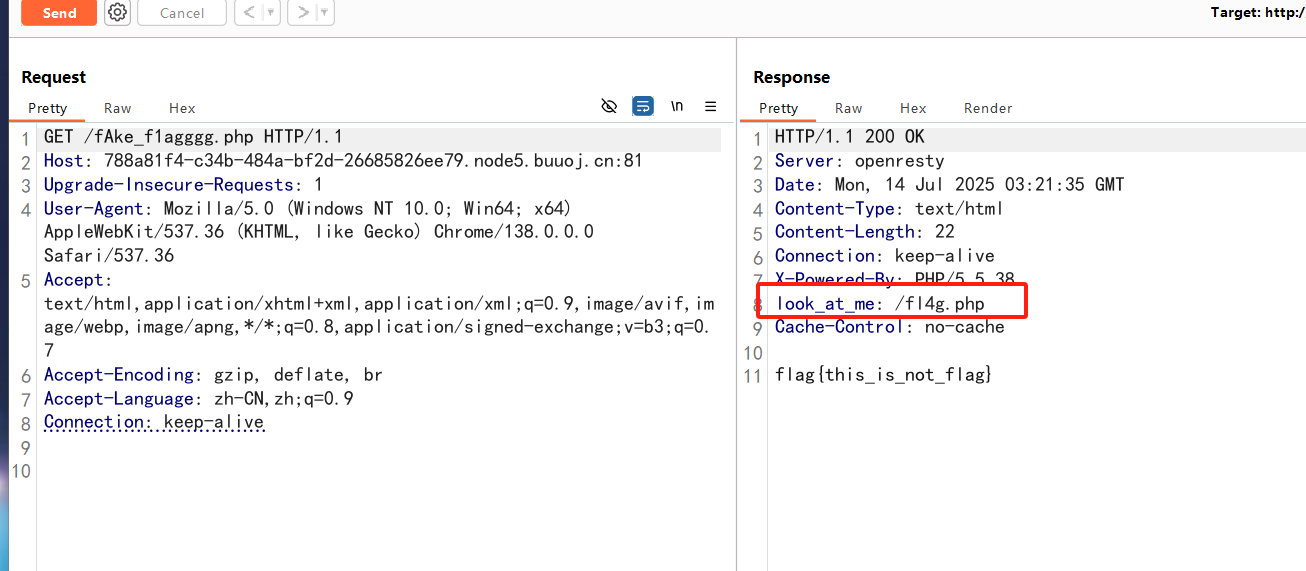 Send Cancel < > Target: http:/
Request
Pretty Raw Hex \n
1 GET /fAke_f1agggg.php HTTP/1.1
2 Host: 788a81f4-c34b-484a-bf2d-26685826ee79.node5.buuoj.cn:81
3 Upgrade-Insecure-Requests: 1
4 User-Agent: Mozilla/5.0 (Windows NT 10.0; Win64; x64)
AppleWebKit/537.36 (KHTML, like Gecko) Chrome/138.0.0.0
Safari/537.36
5 Accept:
text/html,application/xhtml+xml,application/xml;q=0.9,image/avif,im
age/webp,image/apng,*/*;q=0.8,application/signed-exchange;v=b3;q=0.
7
6 Accept-Encoding: gzip, deflate, br
7 Accept-Language: zh-CN,zh;q=0.9
8 Connection: keep-alive
9
10
Response
Pretty Raw Hex Render
1 HTTP/1.1 200 OK
2 Server: openresty
3 Date: Mon, 14 Jul 2025 03:21:35 GMT
4 Content-Type: text/html
5 Content-Length: 22
6 Connection: keep-alive
7 X-Powered-By: PHP/5.5.38
8 look_at_me: /fl4g.php
9 Cache-Control: no-cache
10
11 flag{this_is_not_flag}